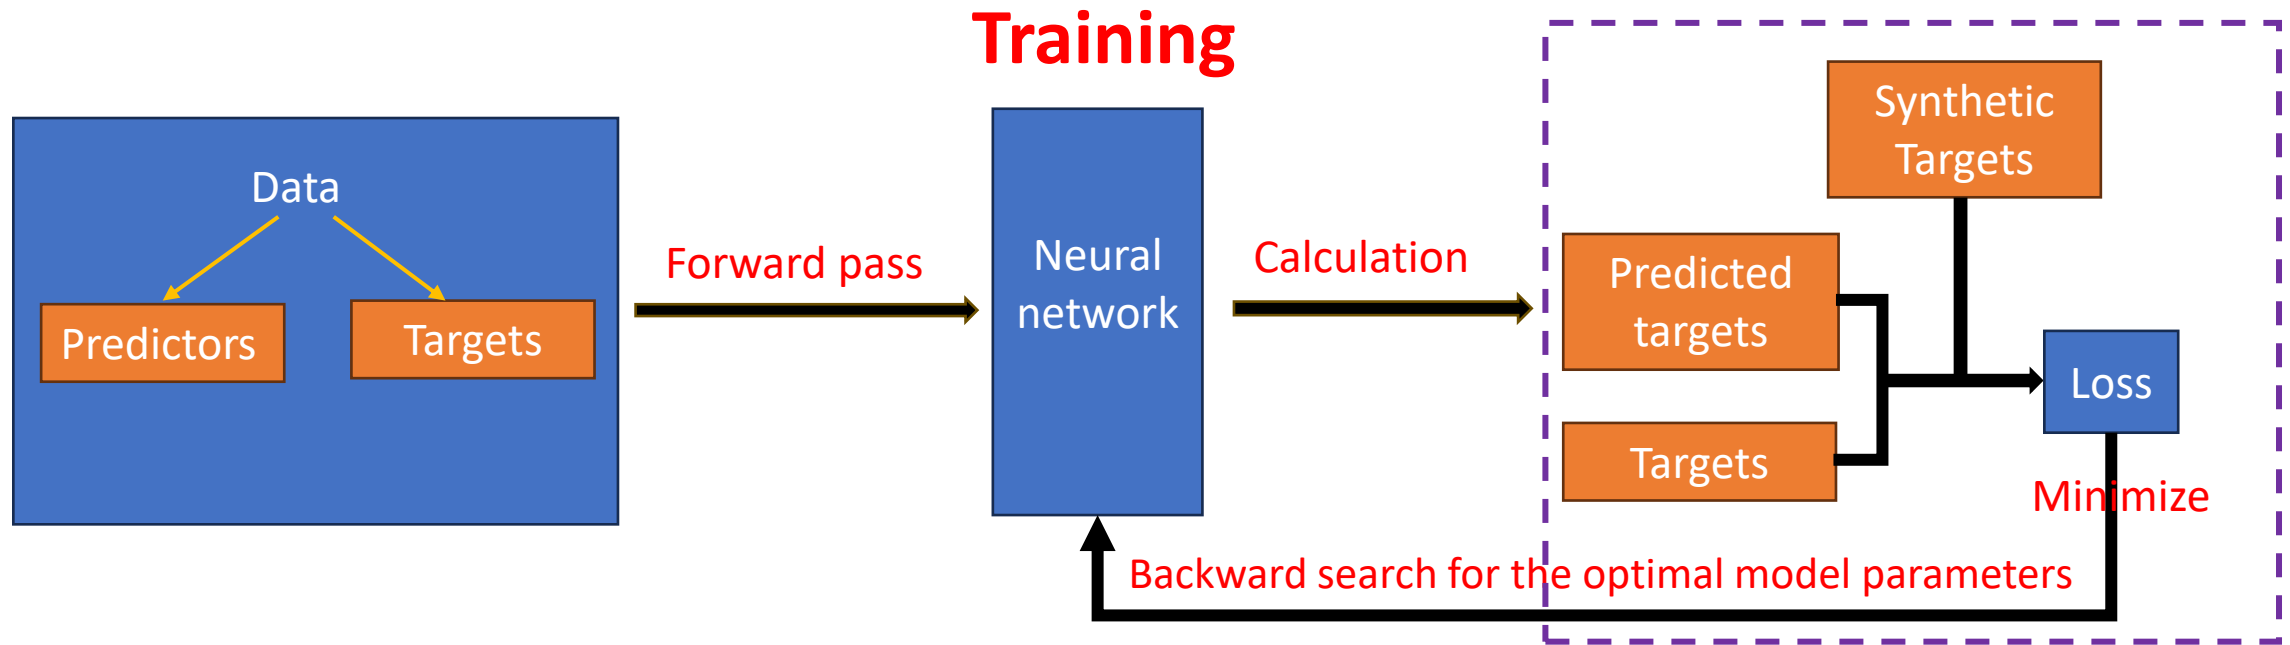 Training
Data
Predictors
Targets
Forward pass
Neural
network
Calculation
Synthetic
Targets
Predicted
targets
Targets
Loss
Minimize
Backward search for the optimal model parameters